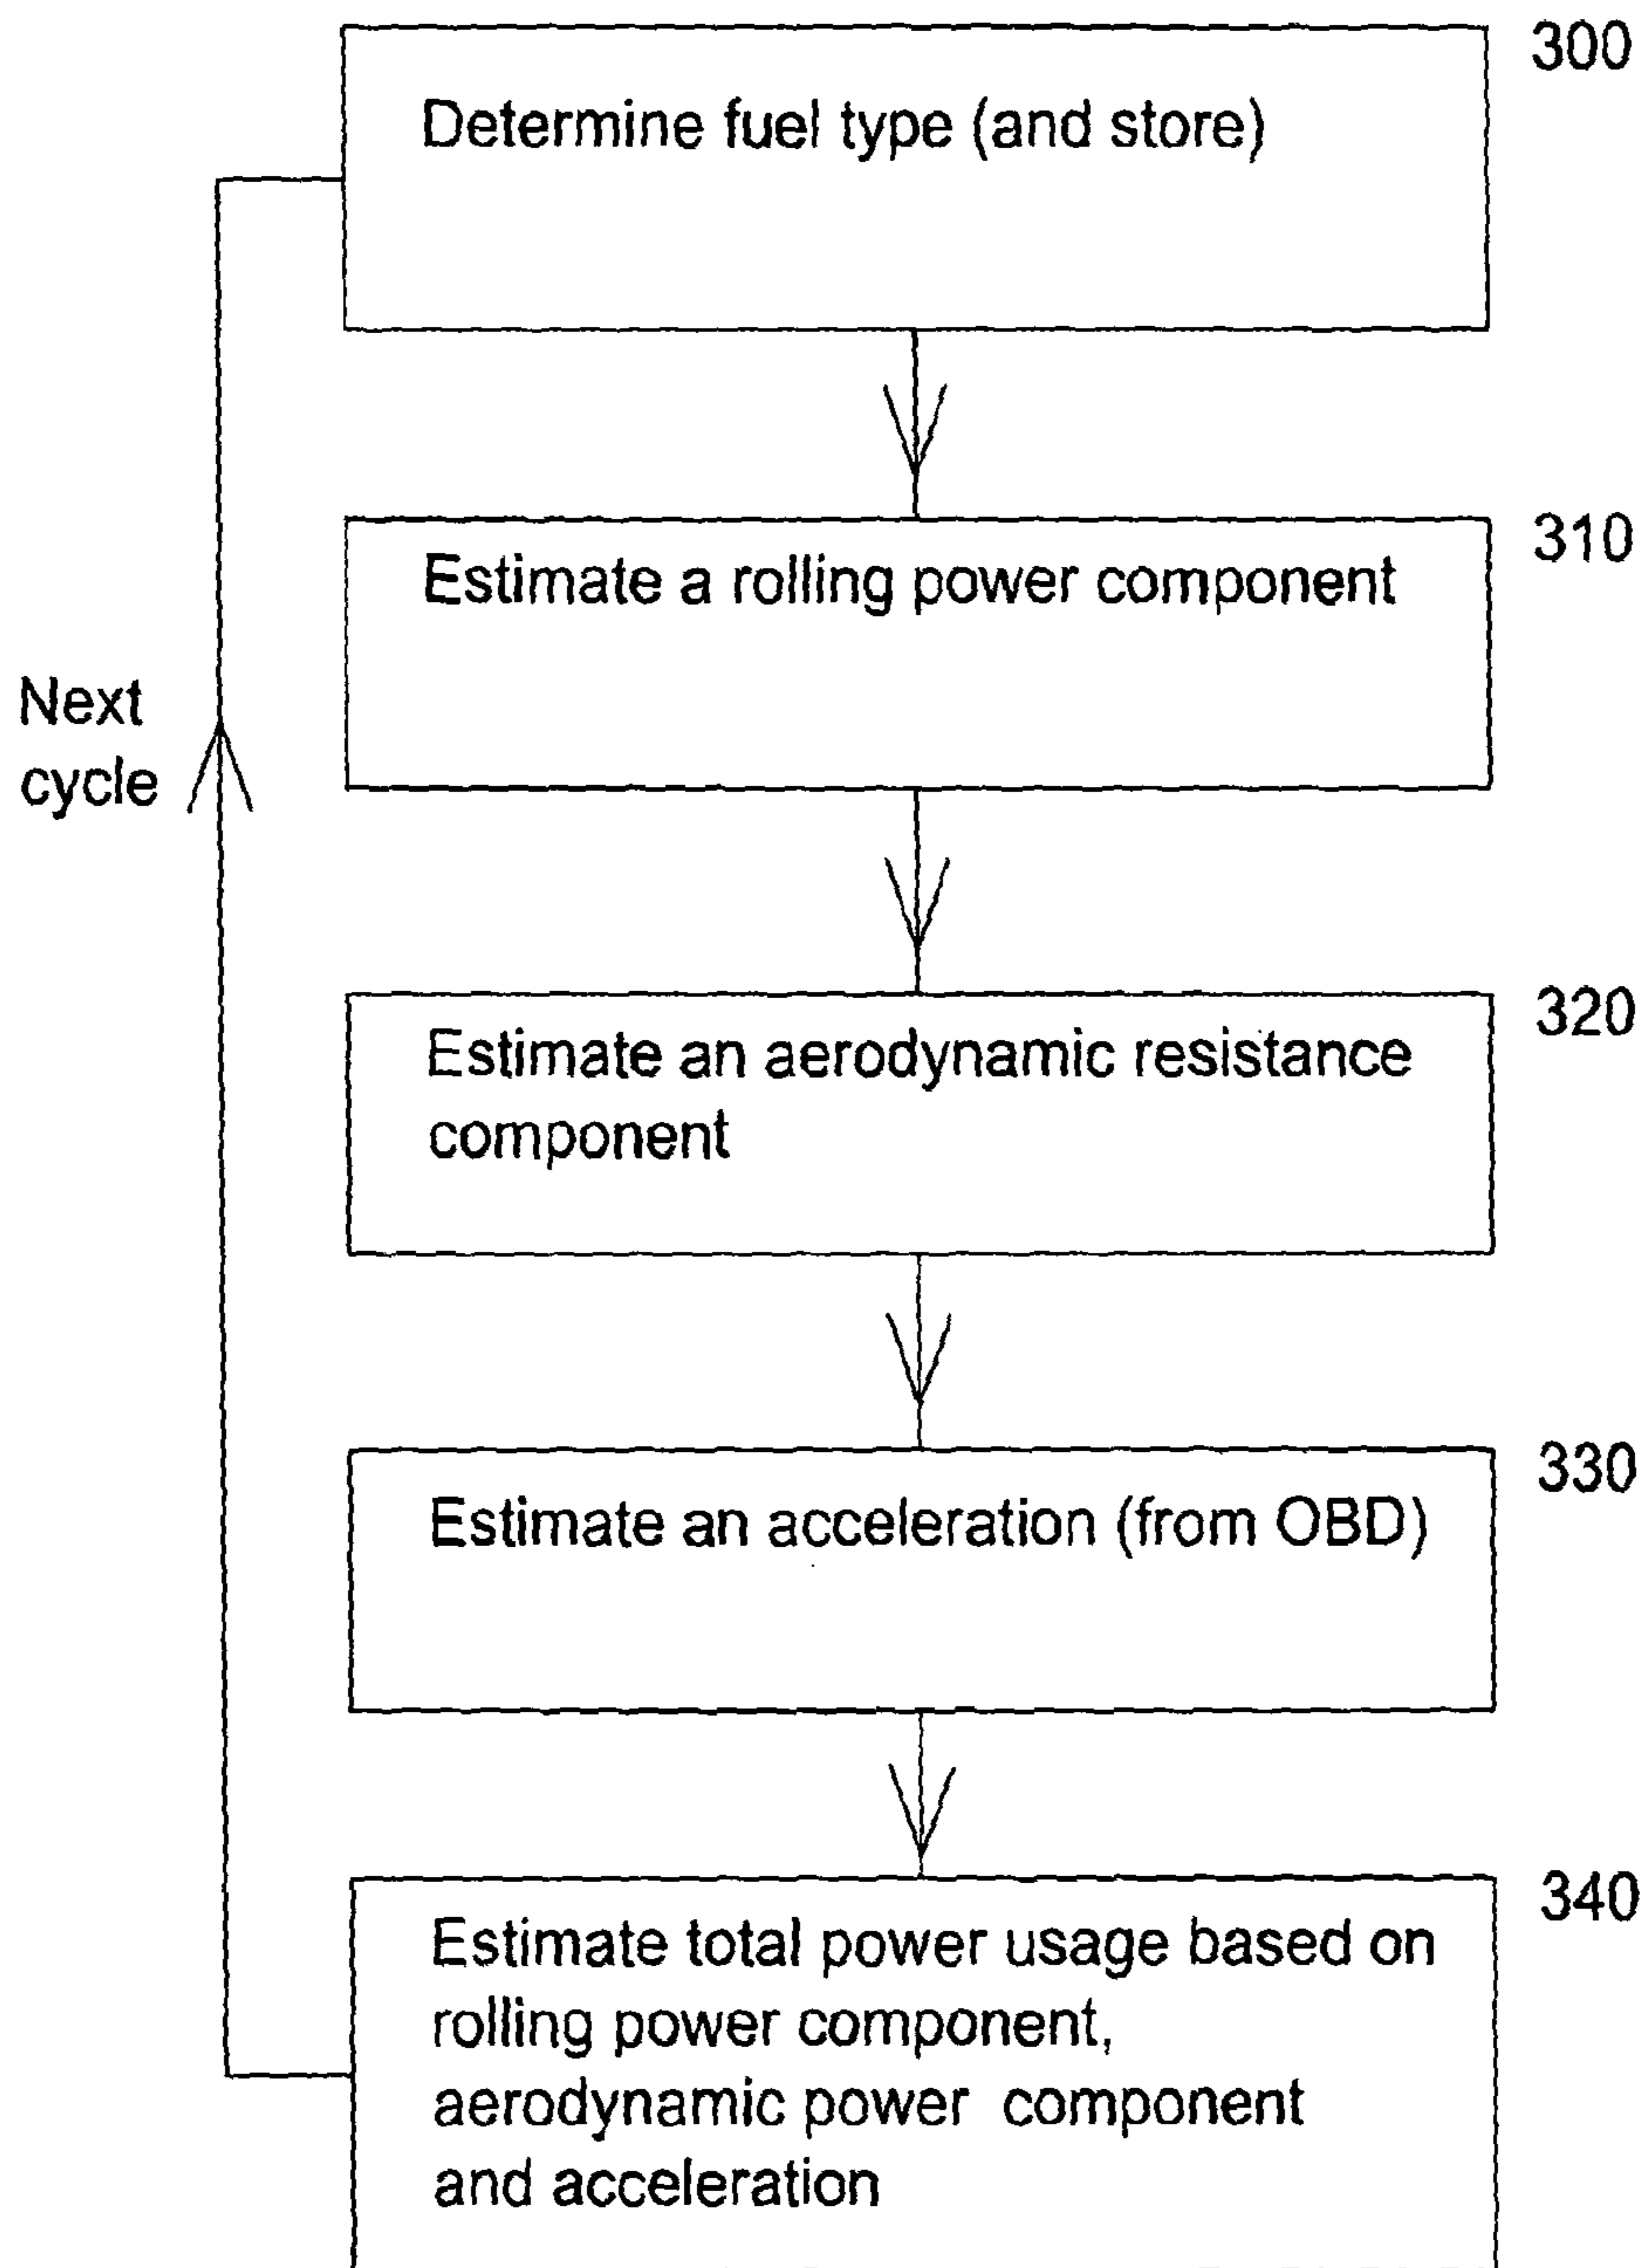 300
Determine fuel type (and store)
310
Estimate a rolling power component
Next
cycle
320
Estimate an aerodynamic resistance
component
330
Estimate an acceleration (from OBD)
340
Estimate total power usage based on
rolling power component,
aerodynamic power component
and acceleration